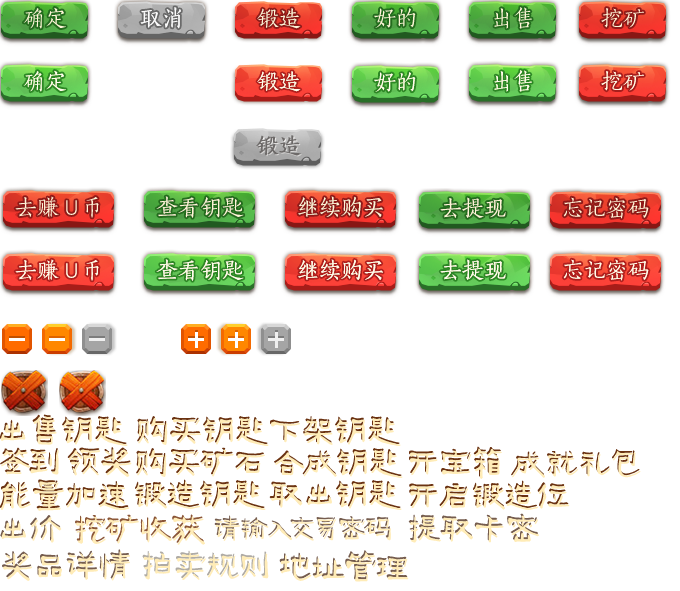 确定 取消 锻造 好的 出售 挖矿
确定 锻造 好的 出售 挖矿
锻造
去赚U币 查看钥匙 继续购买 去提现 忘记密码
去赚U币 查看钥匙 继续购买 去提现 忘记密码
出售钥匙 购买钥匙 下架钥匙
签到 领奖 购买矿石 合成钥匙 开宝箱 成就礼包
能量加速 锻造钥匙 取出钥匙 开启锻造位
出价 挖矿收获 请输入交易密码 提取卡密
奖品详情 拍卖规则 地址管理